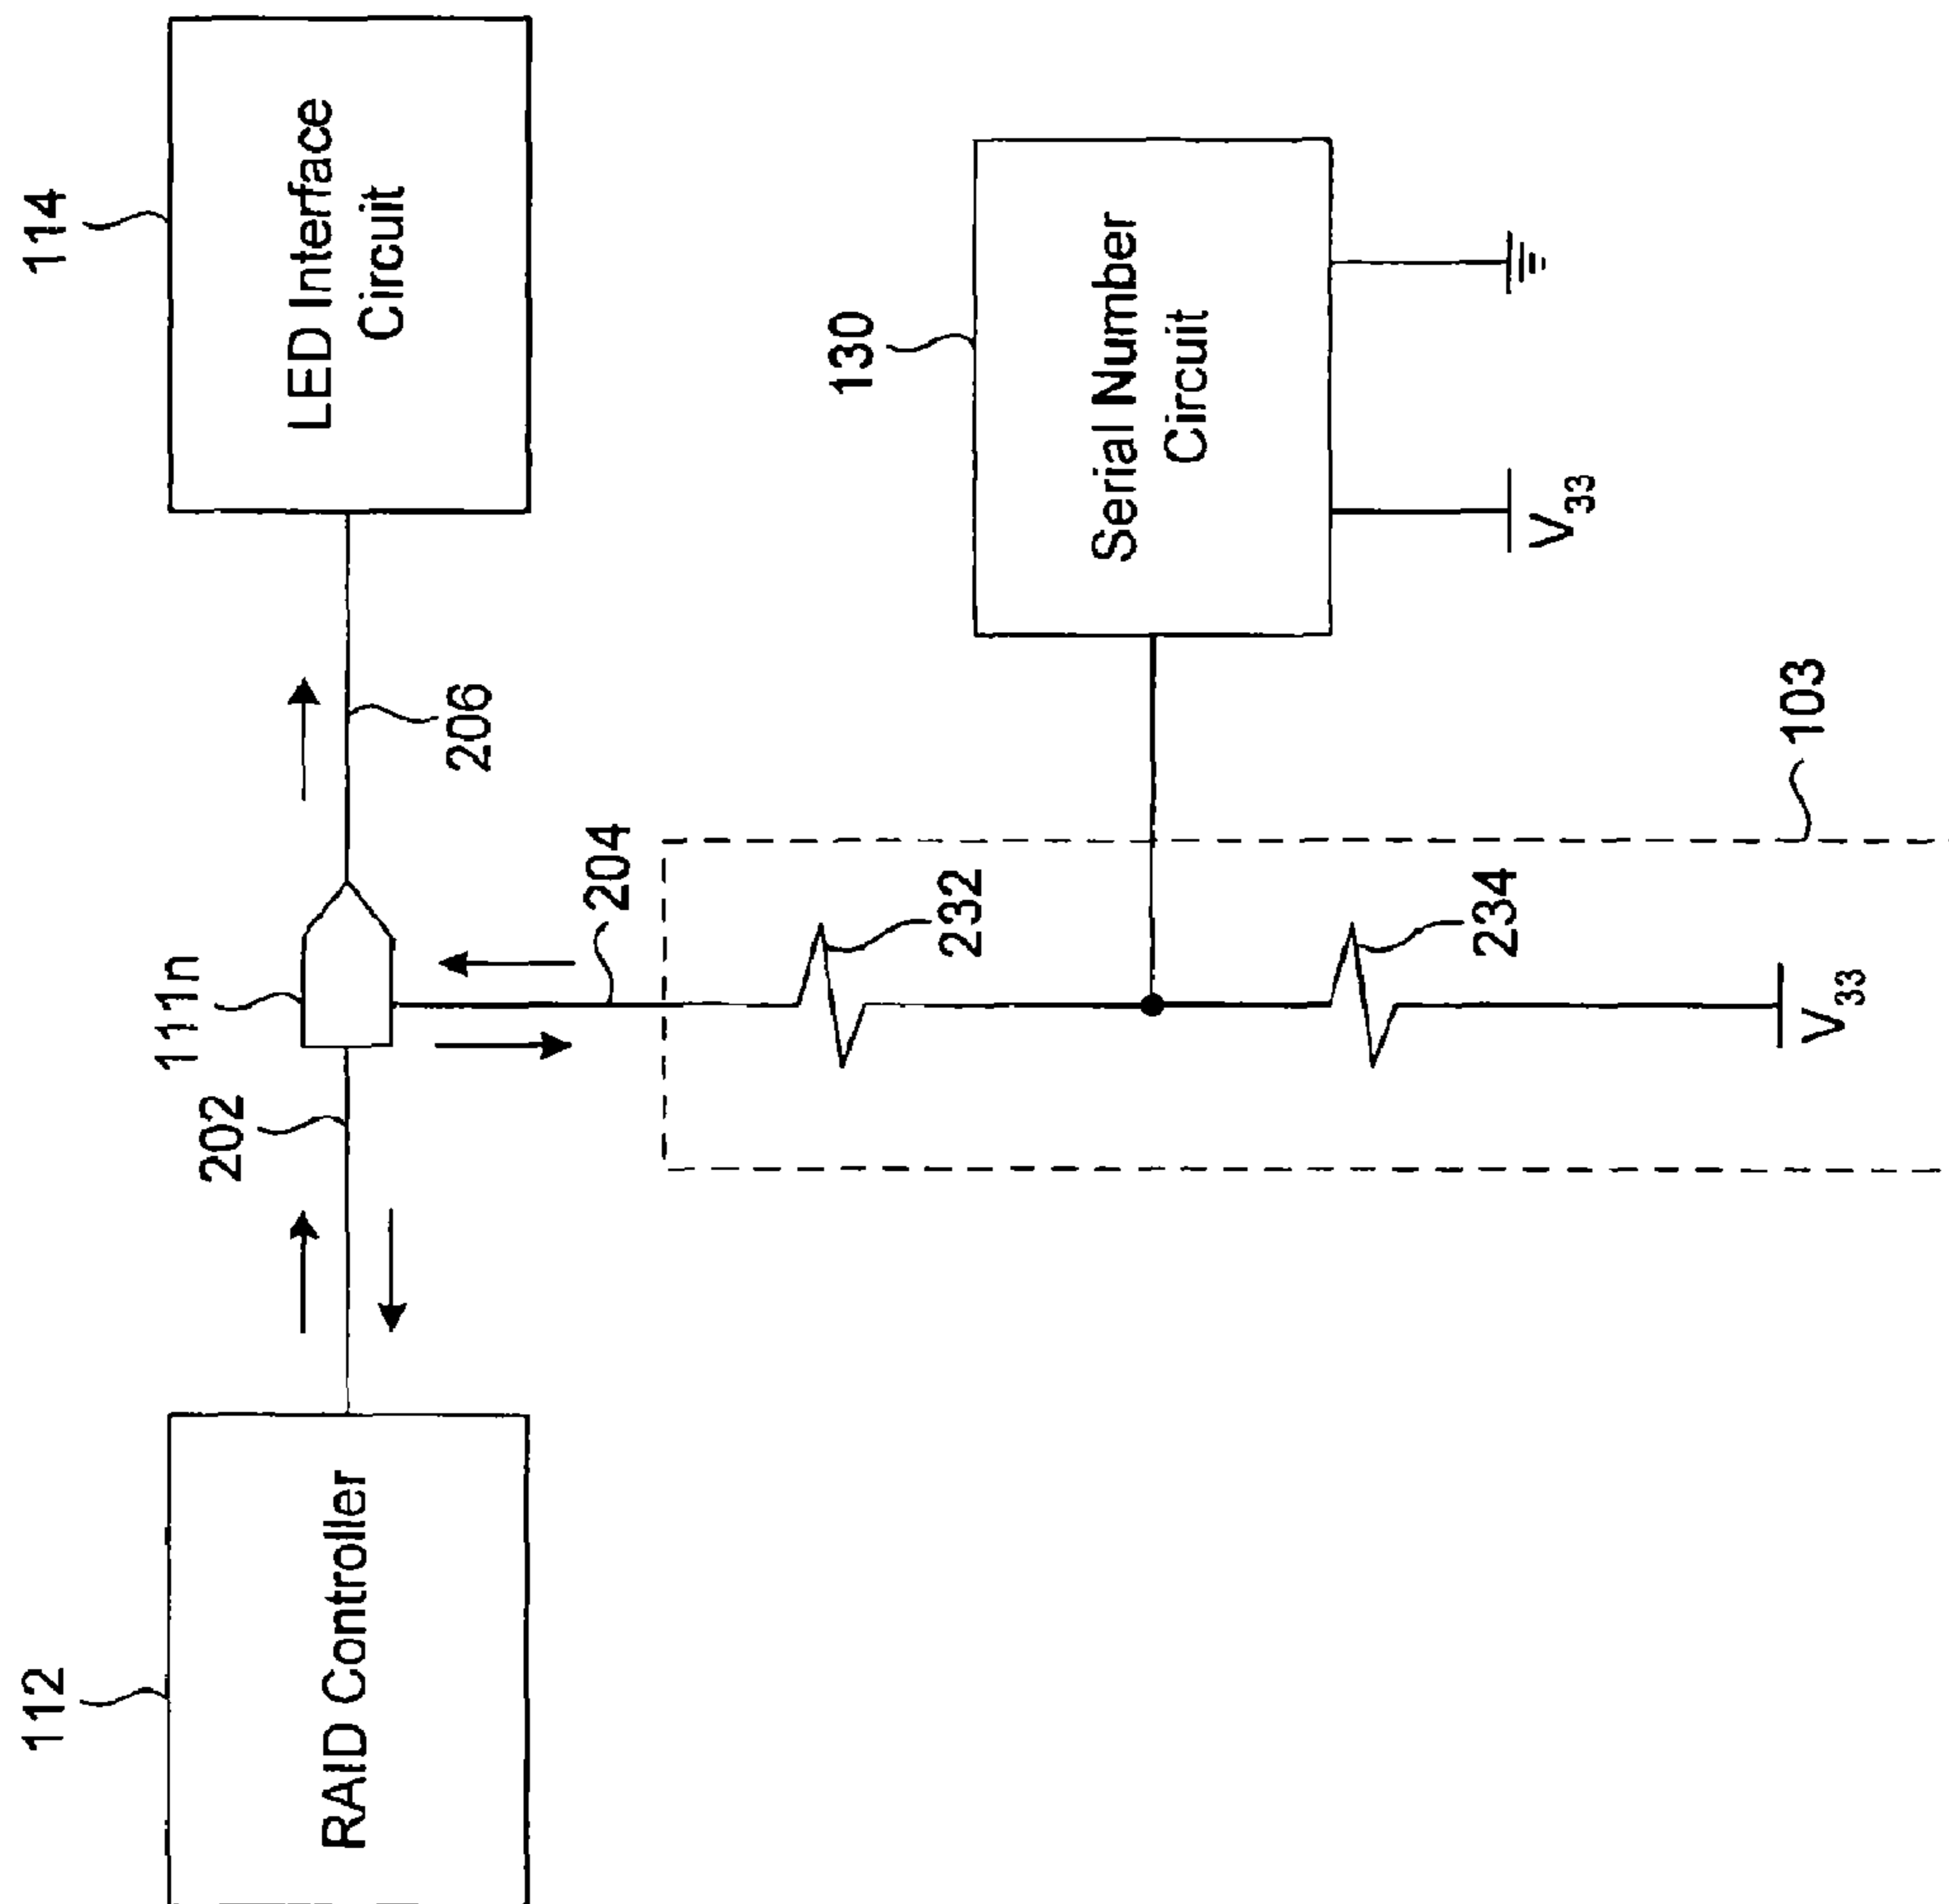 112
RAID Controller
202
111n
206
204
114
LED Interface
Circuit
130
Serial Number
Circuit
V33
232
234
103
V33